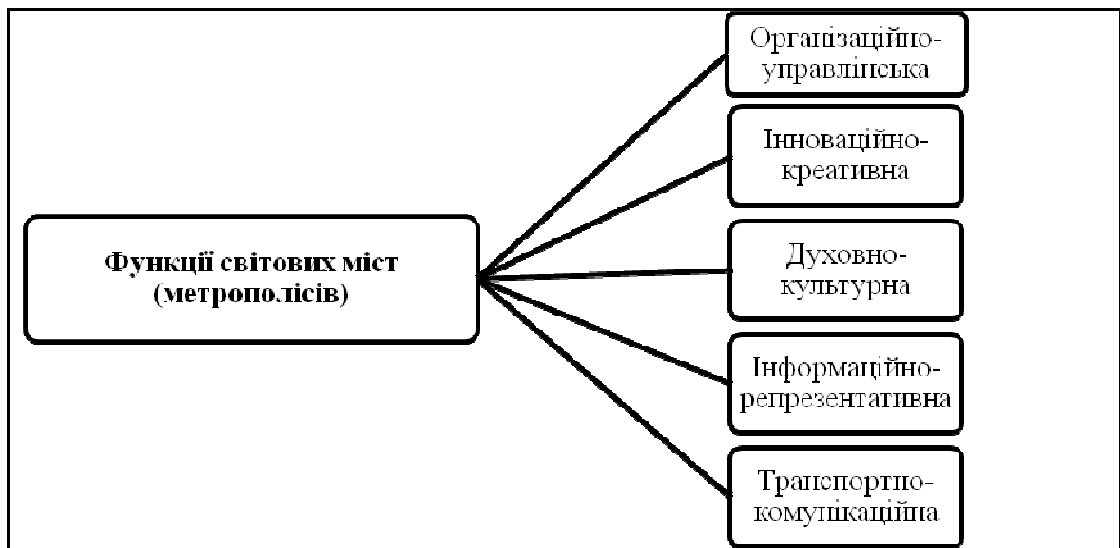 Функції світових міст
(метрополісів)
Організаційно-
управлінська
Інноваційно-
креативна
Духовно-
культурна
Інформаційно-
репрезентативна
Транспортно-
комунікаційна